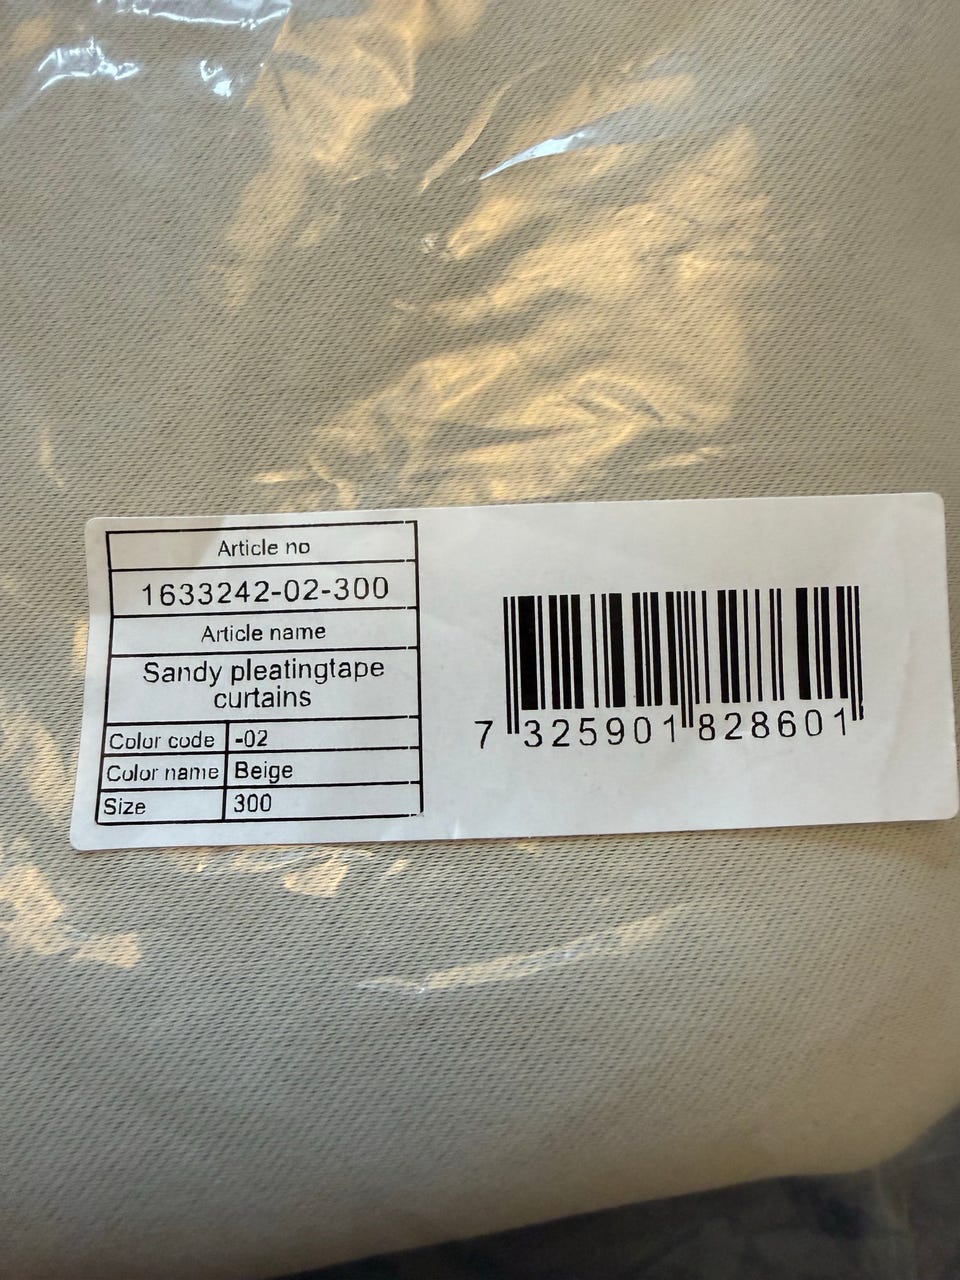 Article no
1633242-02-300
Article name
Sandy pleatingtape
curtains
Color code -02
Color name Beige
Size 300
7 325901 828601